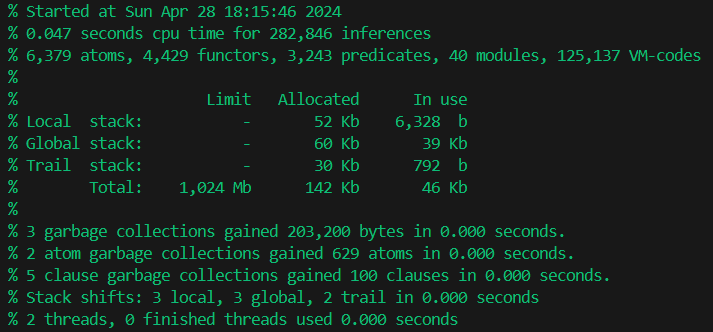 % Started at Sun Apr 28 18:15:46 2024
% 0.047 seconds cpu time for 282,846 inferences
% 6,379 atoms, 4,429 functors, 3,243 predicates, 40 modules, 125,137 VM-codes
%
%                     Limit   Allocated      In use
% Local  stack:           -       52 Kb    6,328  b
% Global stack:           -       60 Kb       39 Kb
% Trail  stack:           -       30 Kb      792  b
%        Total:    1,024 Mb      142 Kb       46 Kb
%
% 3 garbage collections gained 203,200 bytes in 0.000 seconds.
% 2 atom garbage collections gained 629 atoms in 0.000 seconds.
% 5 clause garbage collections gained 100 clauses in 0.000 seconds.
% Stack shifts: 3 local, 3 global, 2 trail in 0.000 seconds
% 2 threads, 0 finished threads used 0.000 seconds